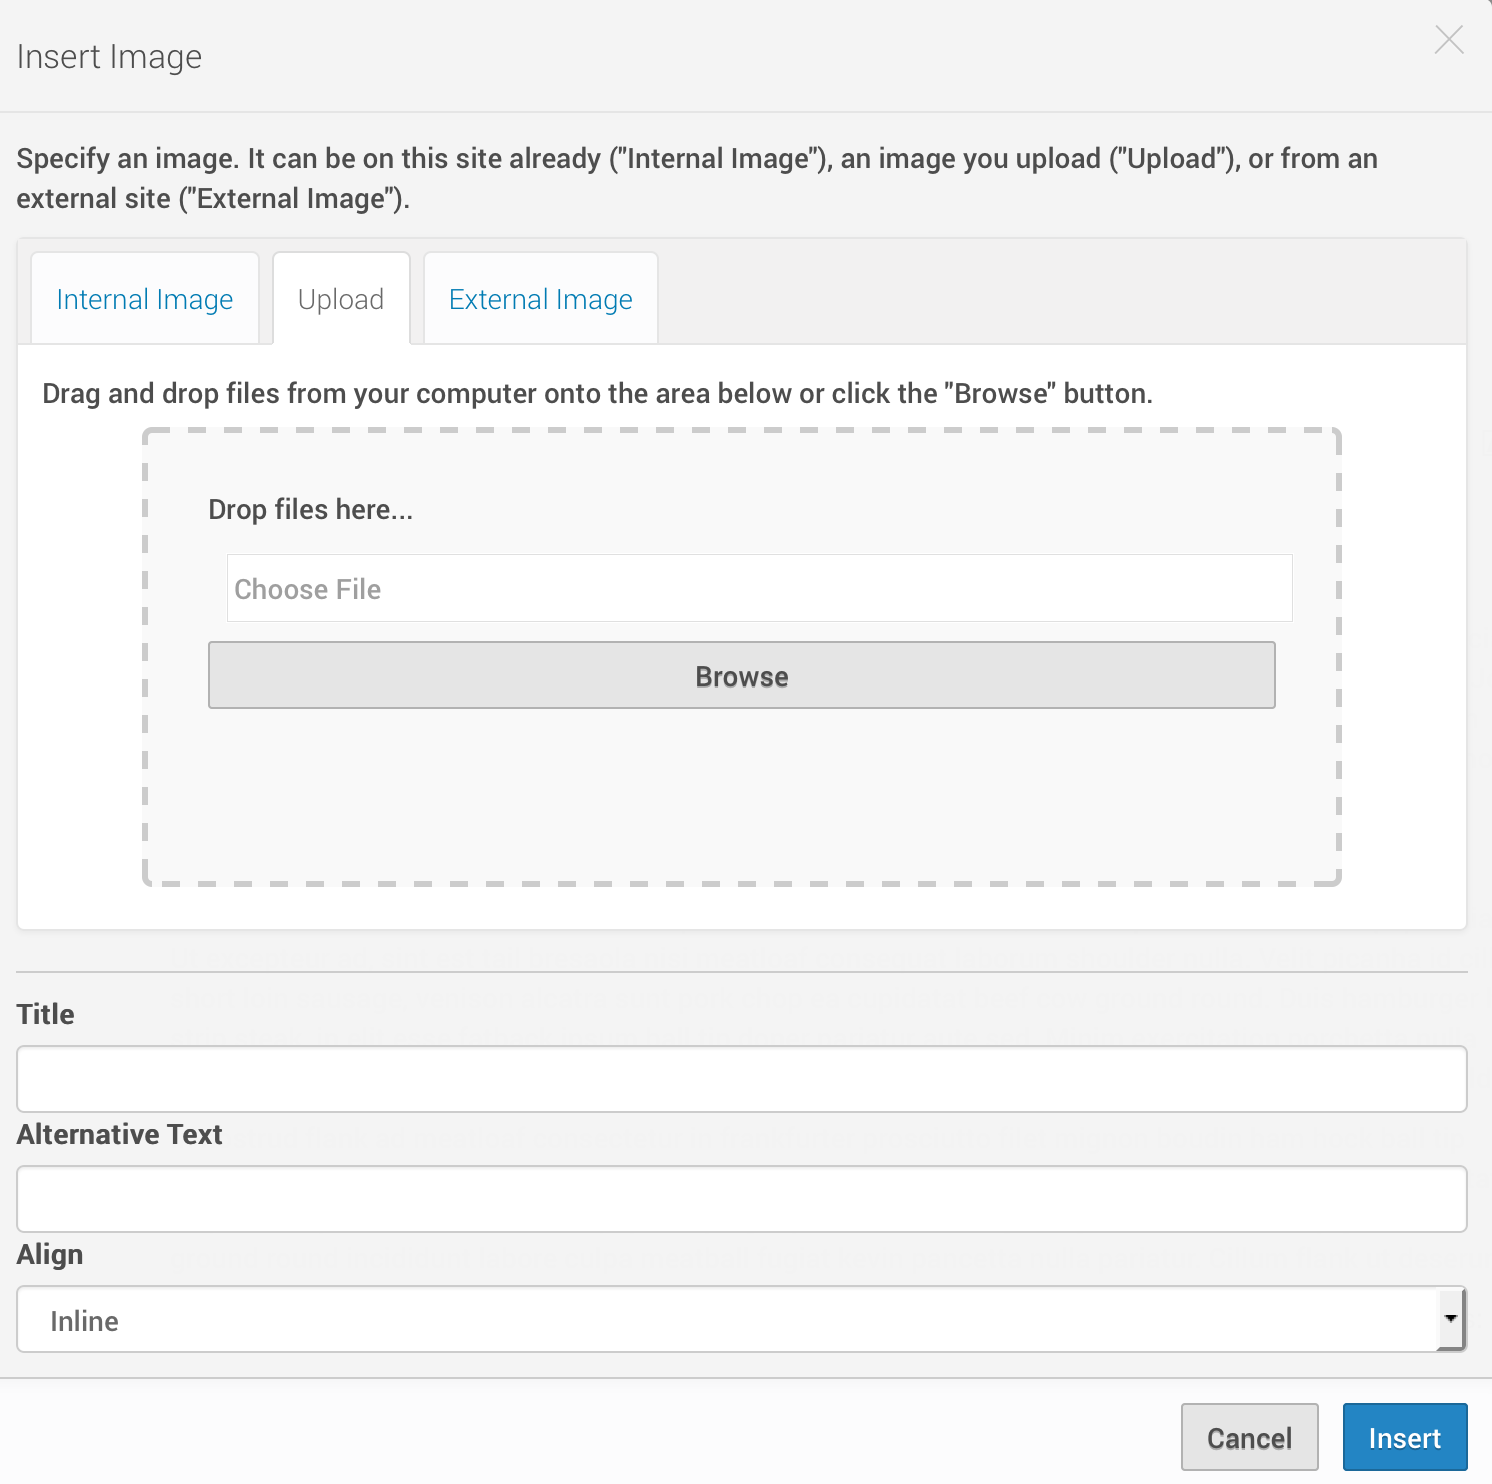 Insert Image
Specify an image. It can be on this site already ("Internal Image"), an image you upload ("Upload"), or from an
external site ("External Image").
Internal Image
Upload
External Image
Drag and drop files from your computer onto the area below or click the "Browse" button.
Drop files here...
Choose File
Browse
Title
Alternative Text
Align
Inline
Cancel
Insert